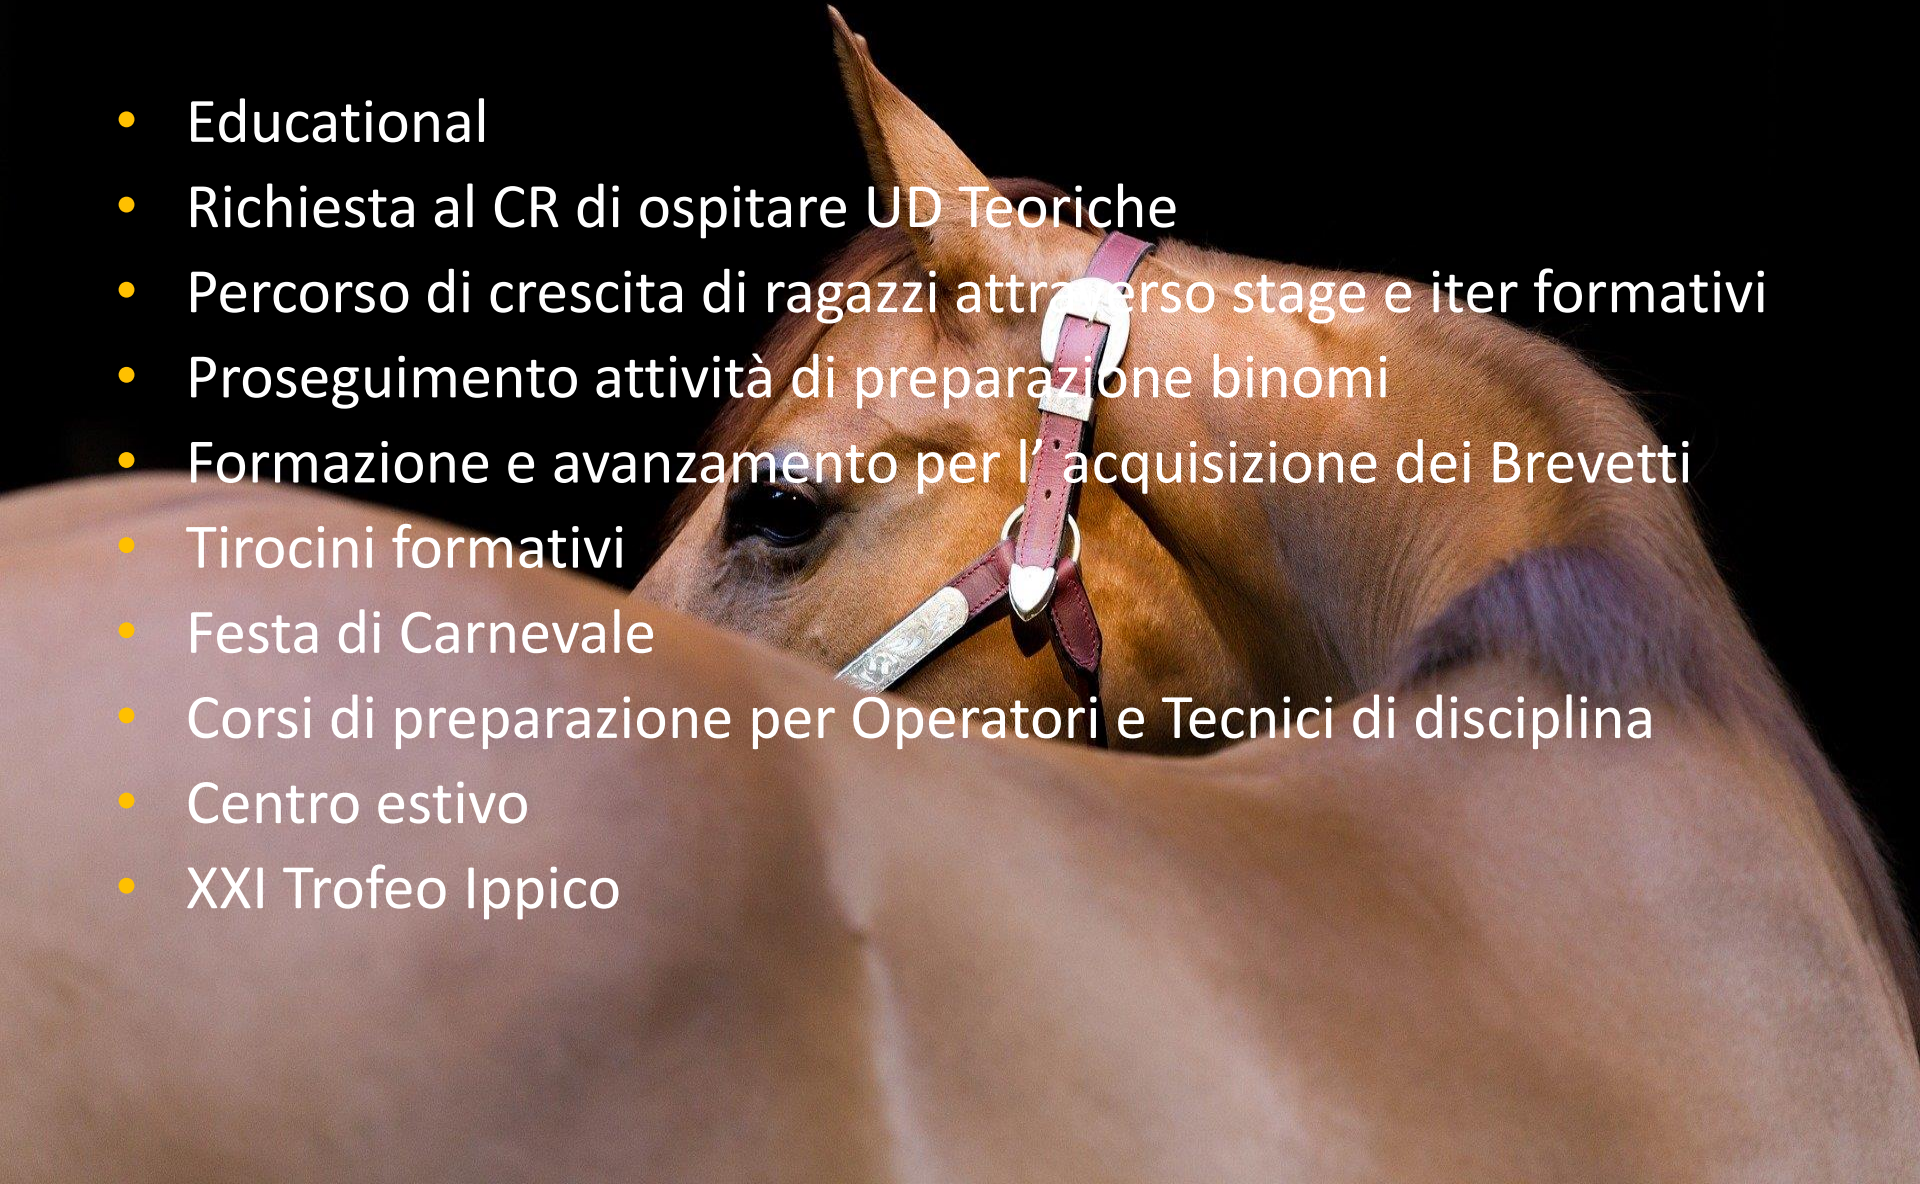 • Educational
• Richiesta al CR di ospitare UD Teoriche
• Percorso di crescita di ragazzi attraverso stage e iter formativi
• Proseguimento attività di preparazione binomi
• Formazione e avanzamento per l’ acquisizione dei Brevetti
• Tirocini formativi
• Festa di Carnevale
• Corsi di preparazione per Operatori e Tecnici di disciplina
• Centro estivo
• XXI Trofeo Ippico